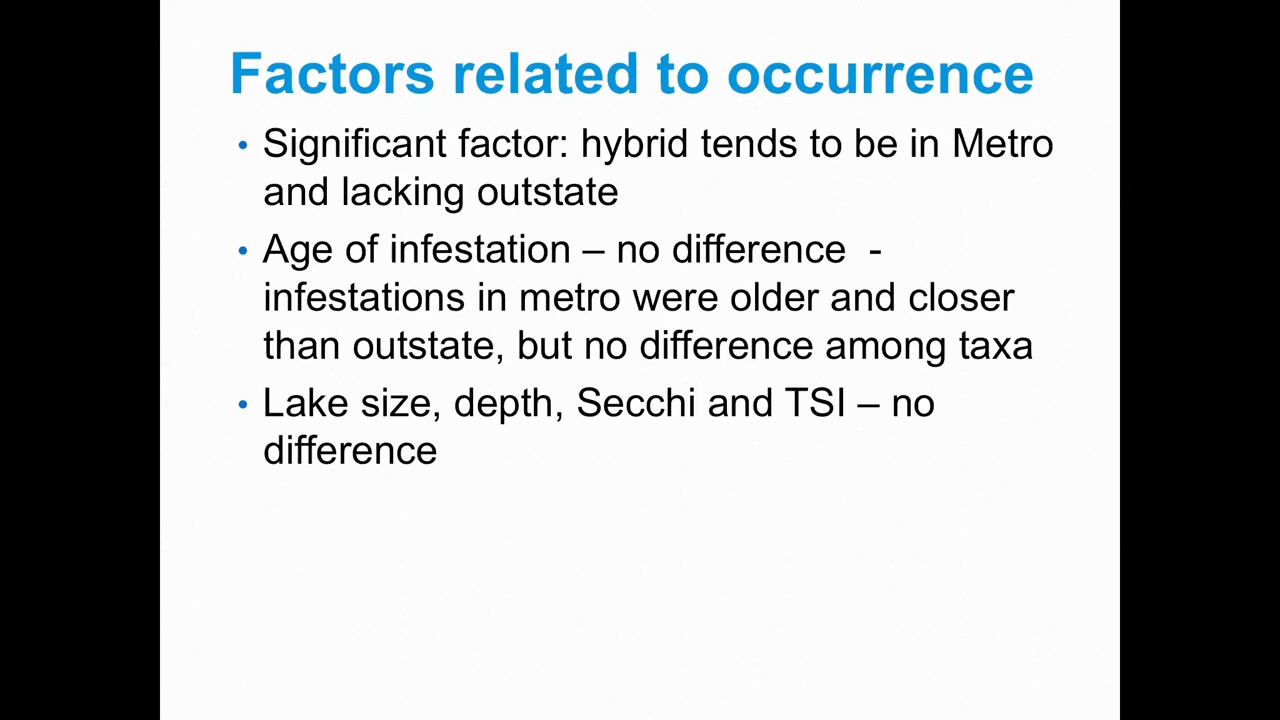 Factors related to occurrence
• Significant factor: hybrid tends to be in Metro
and lacking outstate
• Age of infestation – no difference  -
infestations in metro were older and closer
than outstate, but no difference among taxa
• Lake size, depth, Secchi and TSI – no
difference